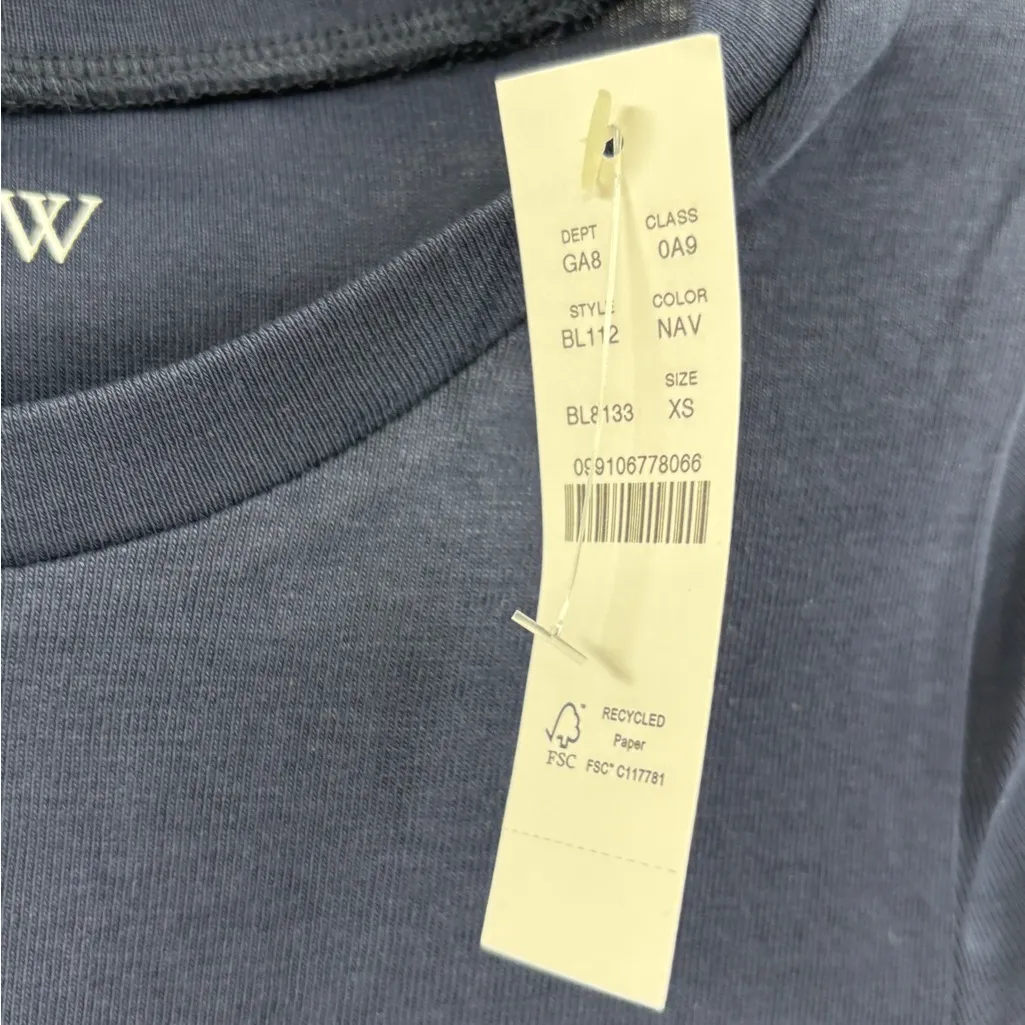 W
DEPT CLASS
GA8 0A9
STYLE COLOR
BL112 NAV
SIZE
BL8133 XS
099106778066
FSC
RECYCLED
Paper
FSC® C117781